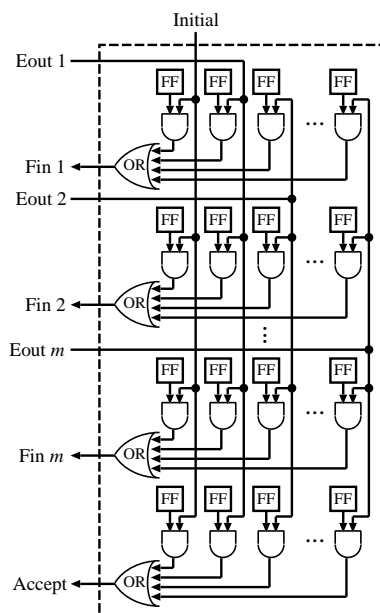 Initial
Eout 1
FF FF FF FF
...
Fin 1
OR
Eout 2
FF FF FF FF
...
Fin 2
OR
...
Eout m
FF FF FF FF
...
Fin m
OR
FF FF FF FF
...
Accept
OR